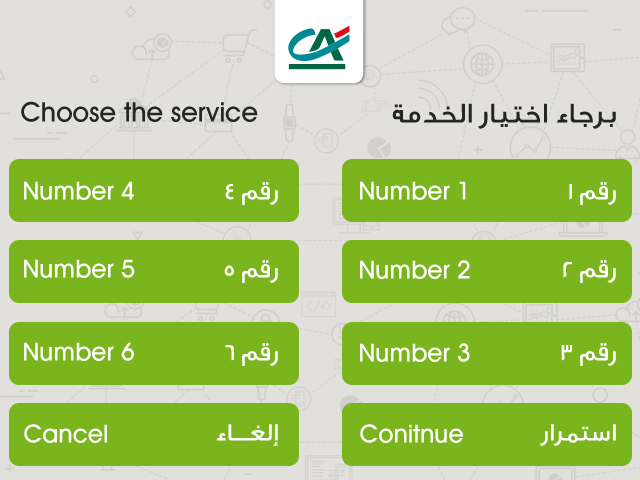 CA
Choose the service
برجاء اختيار الخدمة
Number 4 رقم ٤
Number 1 رقم ١
Number 5 رقم ٥
Number 2 رقم ٢
Number 6 رقم ٦
Number 3 رقم ٣
Cancel إلغـــاء
Conitnue استمرار